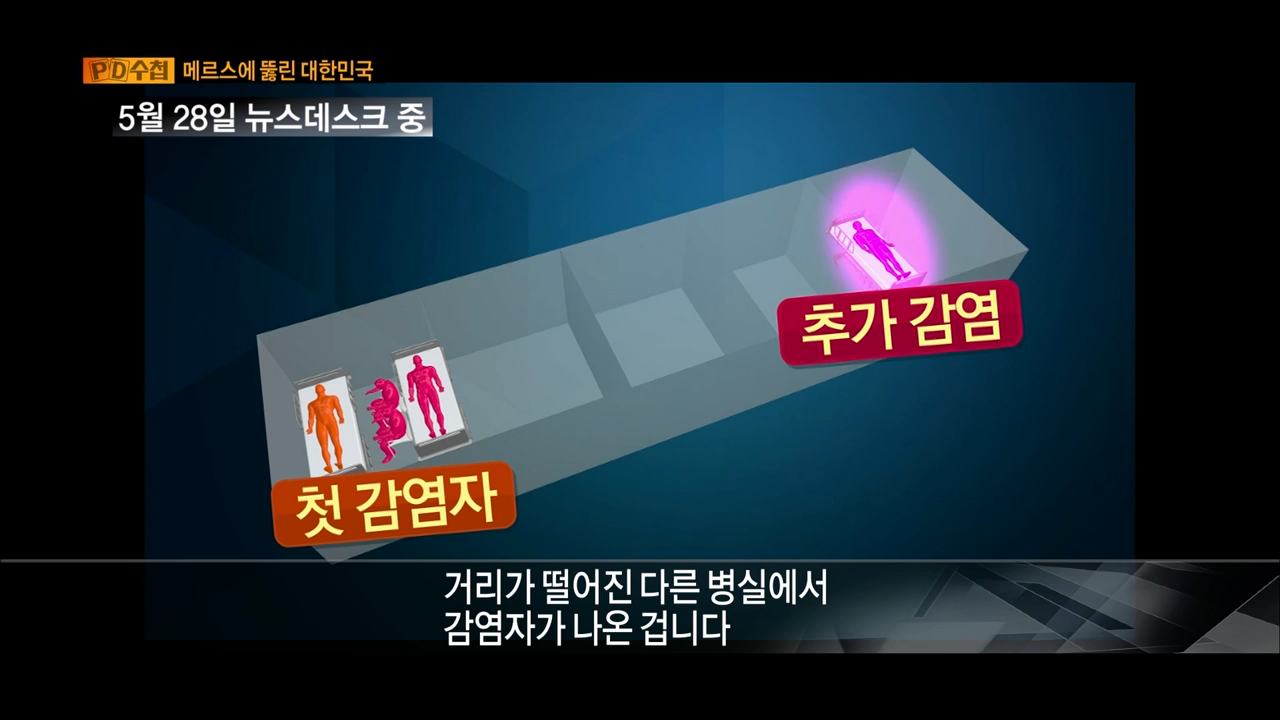 PD수첩 메르스에 뚫린 대한민국
5월 28일 뉴스데스크 중
추가 감염
첫 감염자
거리가 떨어진 다른 병실에서
감염자가 나온 겁니다